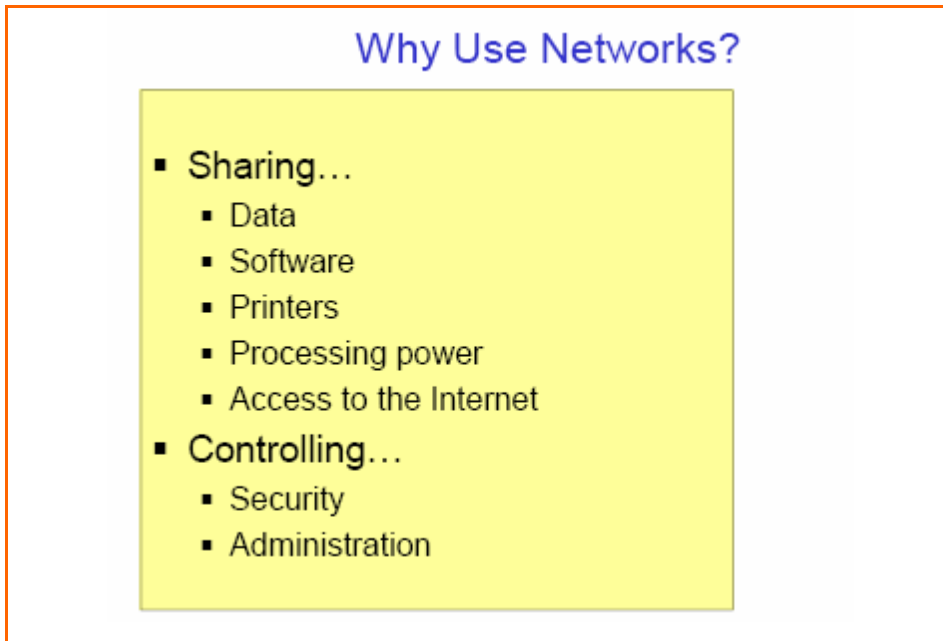 Why Use Networks?
▪ Sharing…
▪ Data
▪ Software
▪ Printers
▪ Processing power
▪ Access to the Internet
▪ Controlling…
▪ Security
▪ Administration